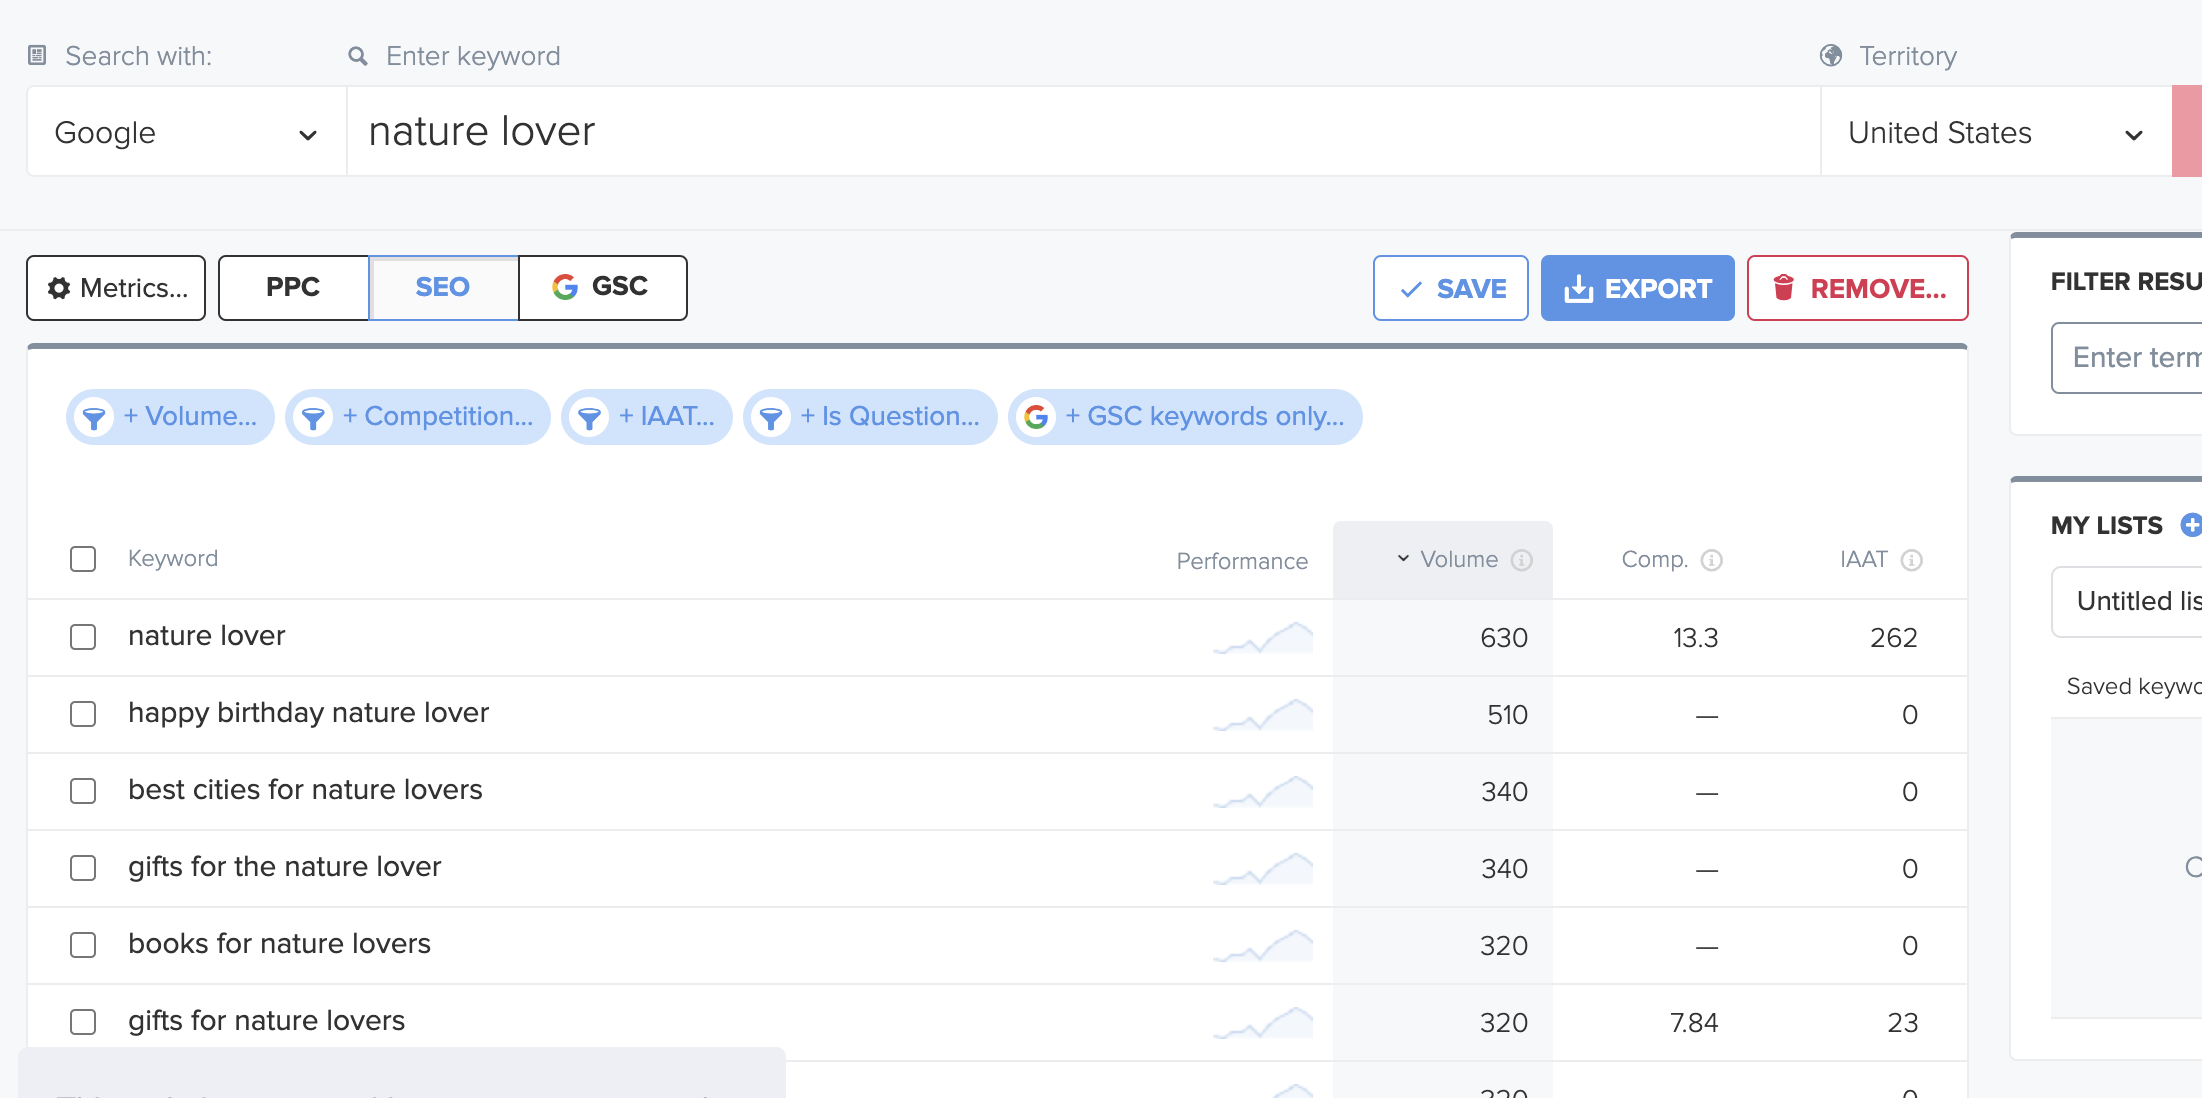 Search with:
Enter keyword
Territory
Google
nature lover
United States
Metrics...
PPC
SEO
GSC
SAVE
EXPORT
REMOVE...
FILTER RESU
Enter term
+ Volume...
+ Competition...
+ IAAT...
+ Is Question...
+ GSC keywords only...
MY LISTS
Untitled lis
Saved keywo
Keyword Performance Volume Comp. IAAT
nature lover 630 13.3 262
happy birthday nature lover 510 — 0
best cities for nature lovers 340 — 0
gifts for the nature lover 340 — 0
books for nature lovers 320 — 0
gifts for nature lovers 320 7.84 23